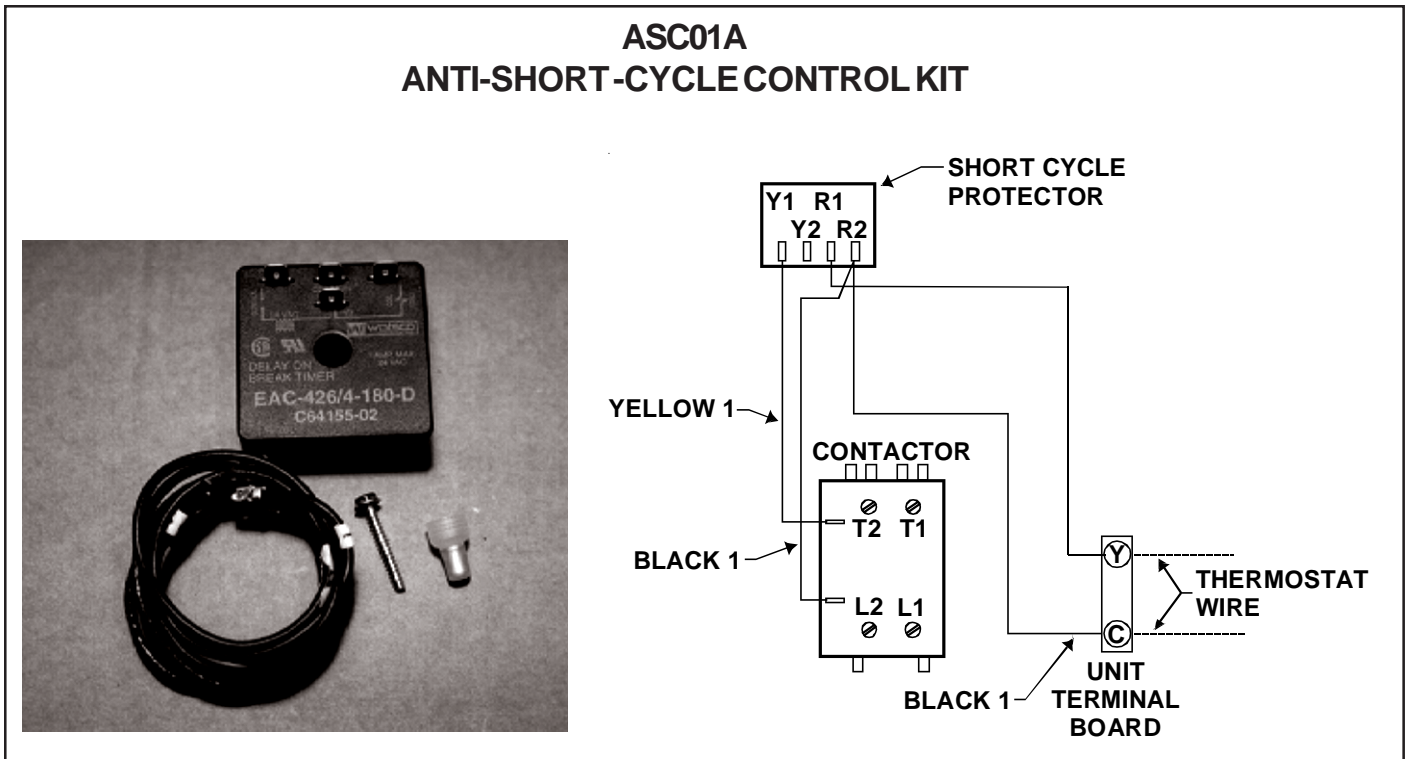 ASC01A
ANTI-SHORT-CYCLE CONTROL KIT
SHORT CYCLE
PROTECTOR
Y1 R1
Y2 R2
YELLOW 1
CONTACTOR
T2 T1
BLACK 1
L2 L1
Y
THERMOSTAT
WIRE
C
BLACK 1
UNIT
TERMINAL
BOARD
DELAY ON
BREAK TIMER
EAC-426/4-180-D
C64155-02